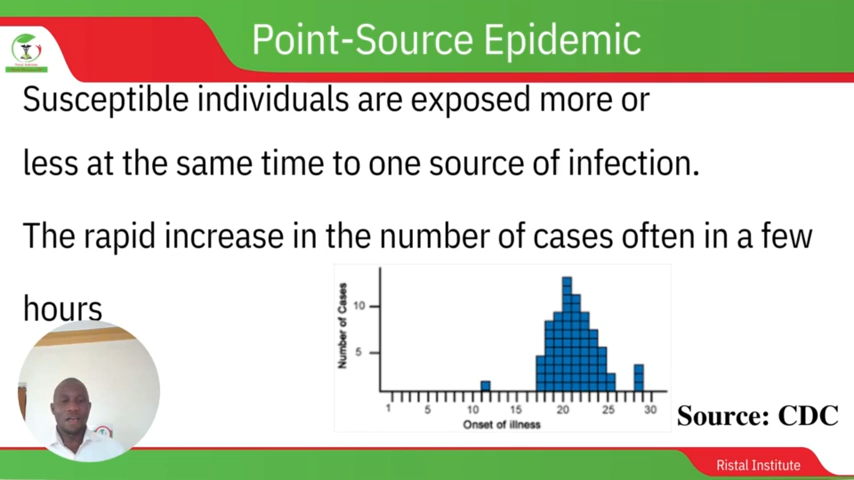 Point-Source Epidemic
Susceptible individuals are exposed more or
less at the same time to one source of infection.
The rapid increase in the number of cases often in a few
hours
Number of Cases
10
5
1 5 10 15 20 25 30
Onset of illness
Source: CDC
Ristal Institute
Ristal Institute